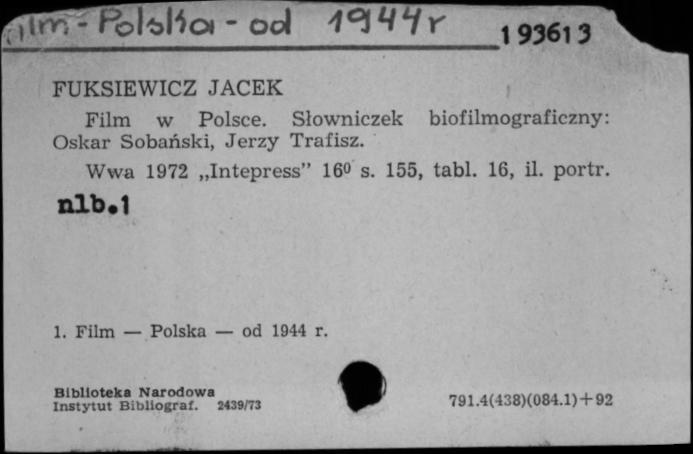 Film - Polska - od 1944 r
193613
FUKSIEWICZ JACEK
Film w Polsce. Słowniczek biofilmograficzny:
Oskar Sobański, Jerzy Trafisz.
Wwa 1972 „Intepress” 16⁰ s. 155, tabl. 16, il. portr.
nlb.1
1. Film — Polska — od 1944 r.
Biblioteka Narodowa
Instytut Bibliograf. 2439/73
791.4(438)(084.1)+92